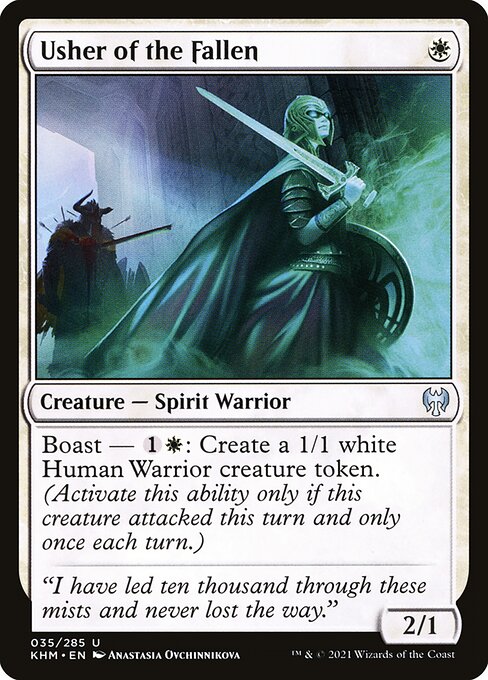 Usher of the Fallen
Creature — Spirit Warrior
Boast — 1 : Create a 1/1 white
Human Warrior creature token.
(Activate this ability only if this
creature attacked this turn and only
once each turn.)
“I have led ten thousand through these
mists and never lost the way.”
2/1
035/285 U
KHM • EN Anastasia Ovchinnikova
™ & © 2021 Wizards of the Coast